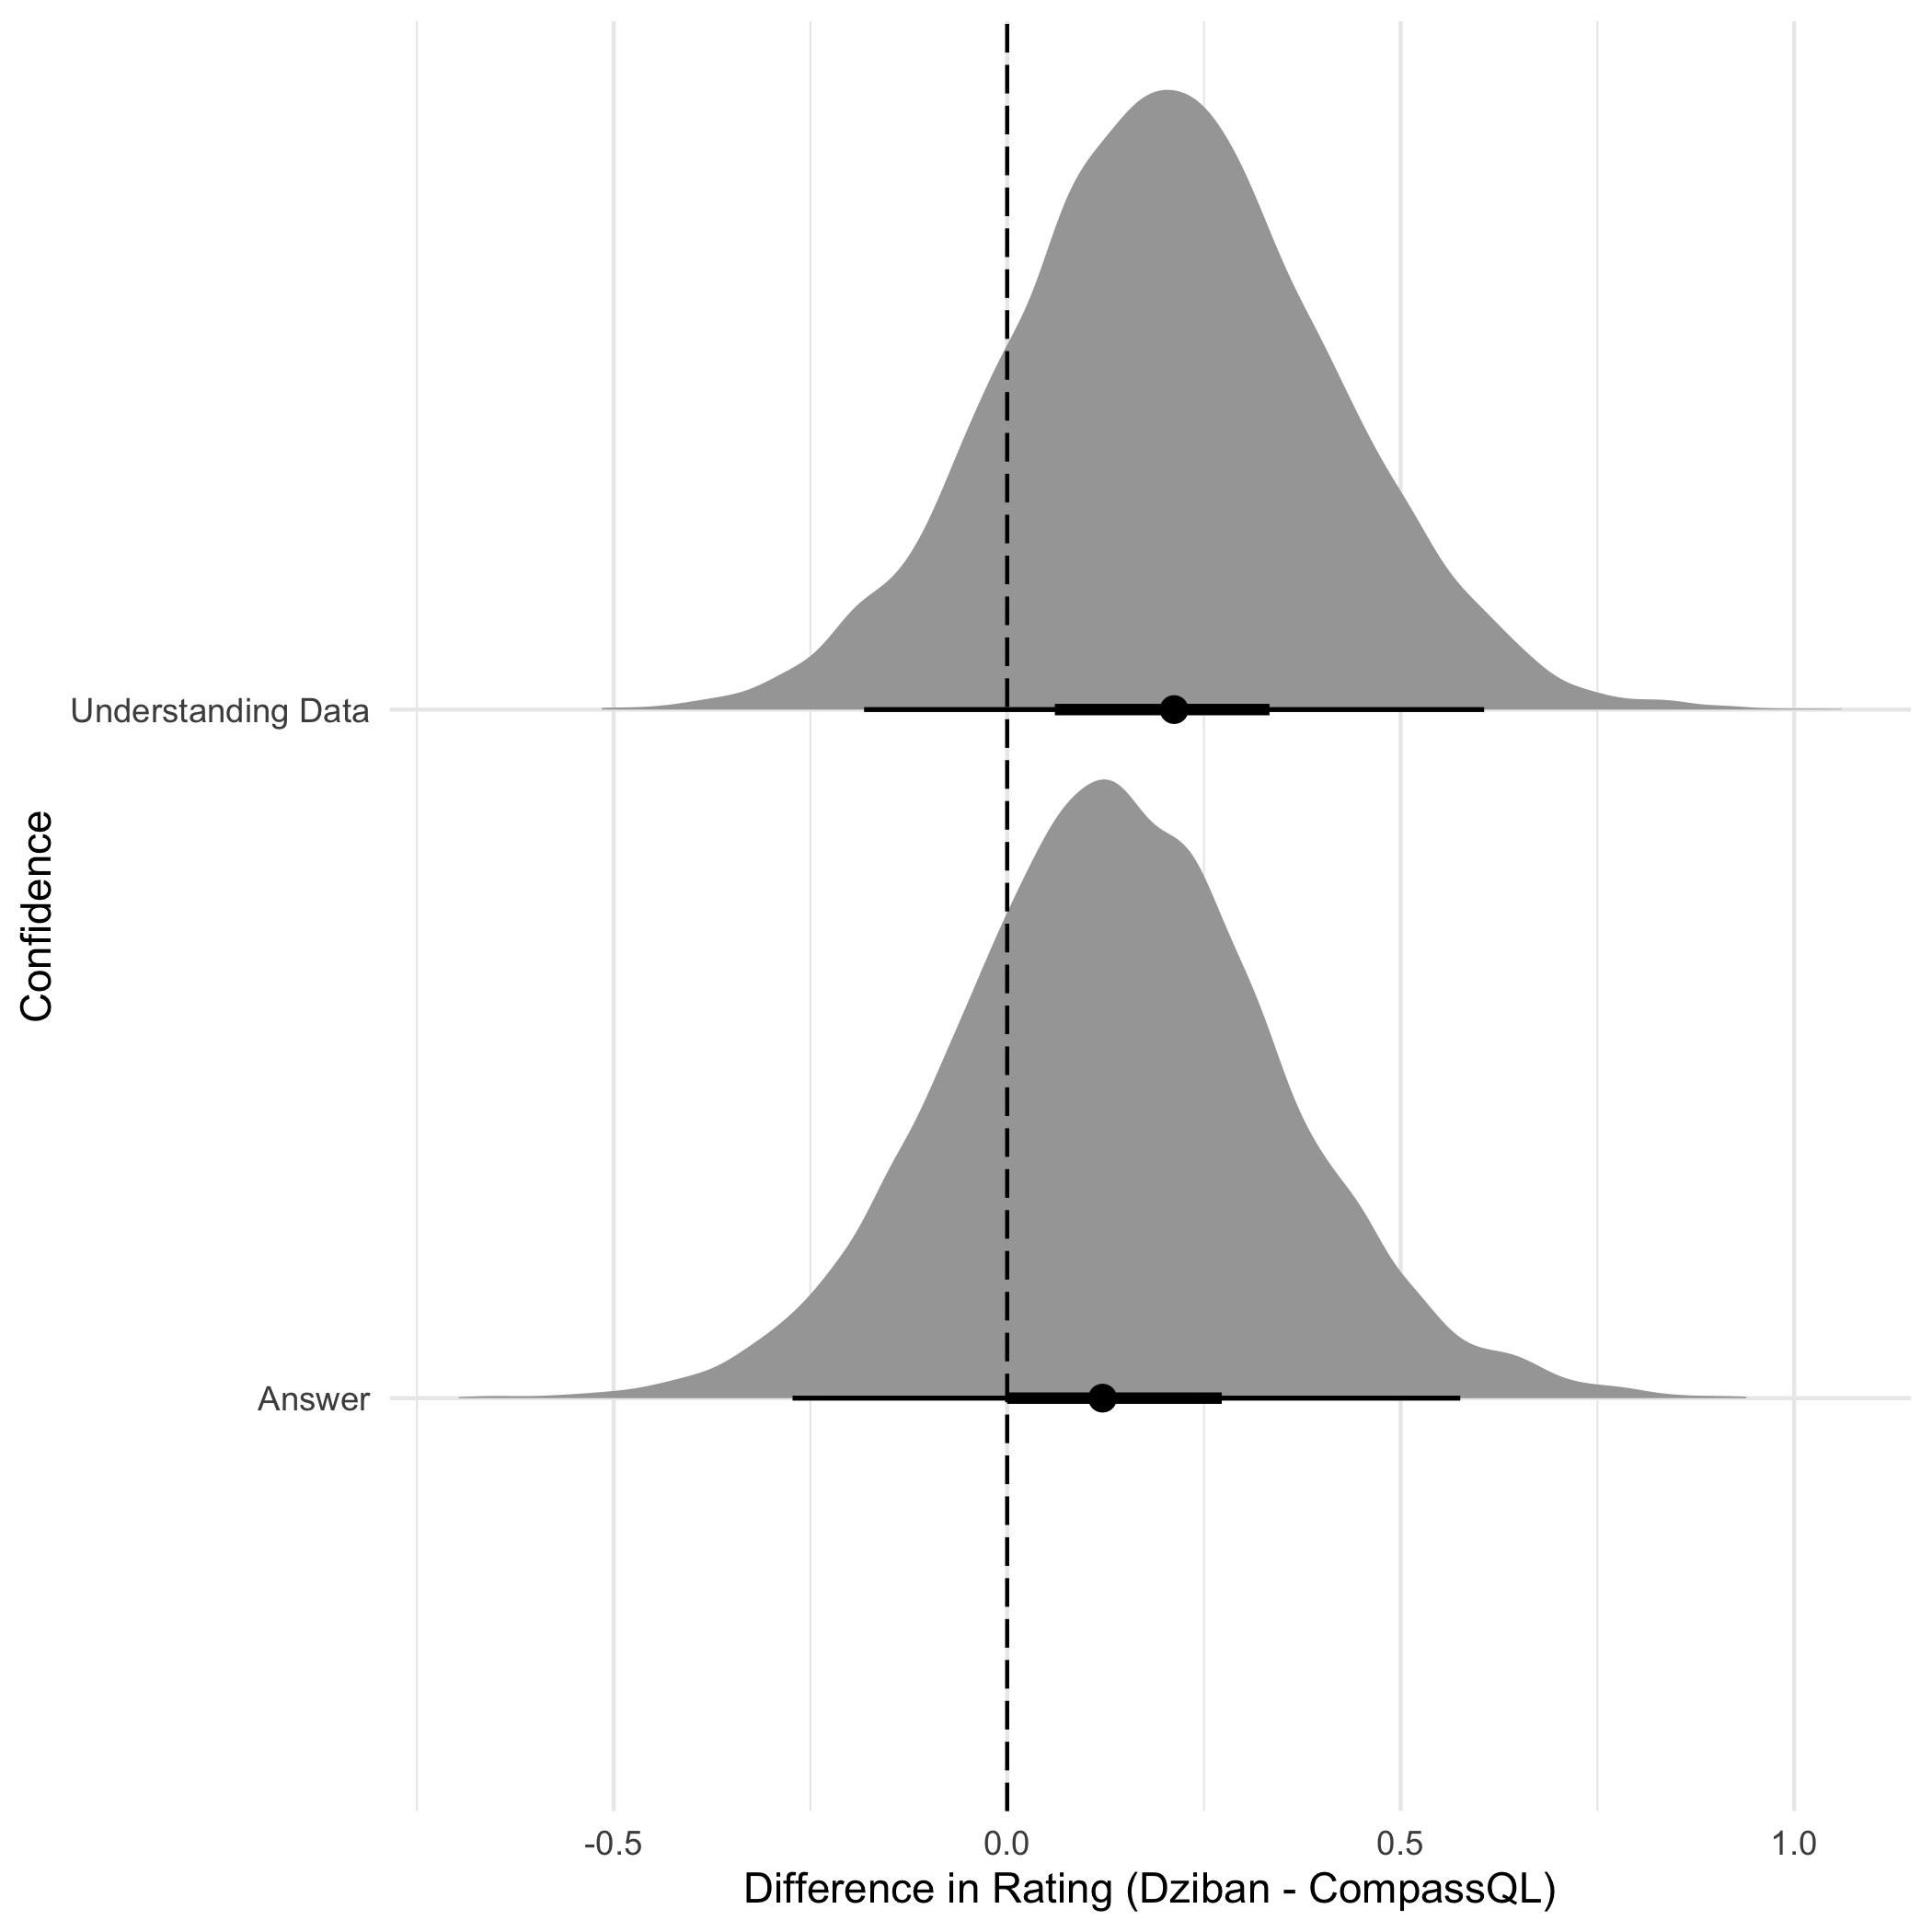 Understanding Data
Confidence
Answer
-0.5 0.0 0.5 1.0
Difference in Rating (Dziban - CompassQL)